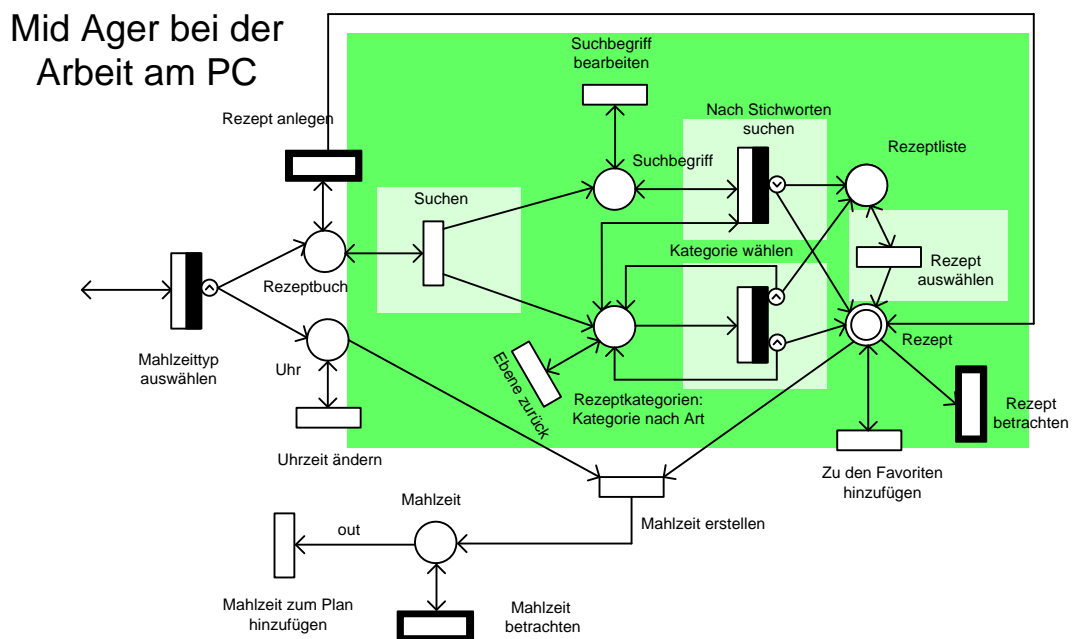 Mid Ager bei der
Arbeit am PC
Suchbegriff
bearbeiten
Rezept anlegen
Nach Stichworten
suchen
Suchbegriff
Rezeptliste
Suchen
Kategorie wählen
Rezept
auswählen
Rezeptbuch
Mahlzeittyp
auswählen
Uhr
Rezept
Ebene zurück
Rezeptkategorien:
Kategorie nach Art
Rezept
betrachten
Uhrzeit ändern
Zu den Favoriten
hinzufügen
Mahlzeit
Mahlzeit erstellen
out
Mahlzeit zum Plan
hinzufügen
Mahlzeit
betrachten